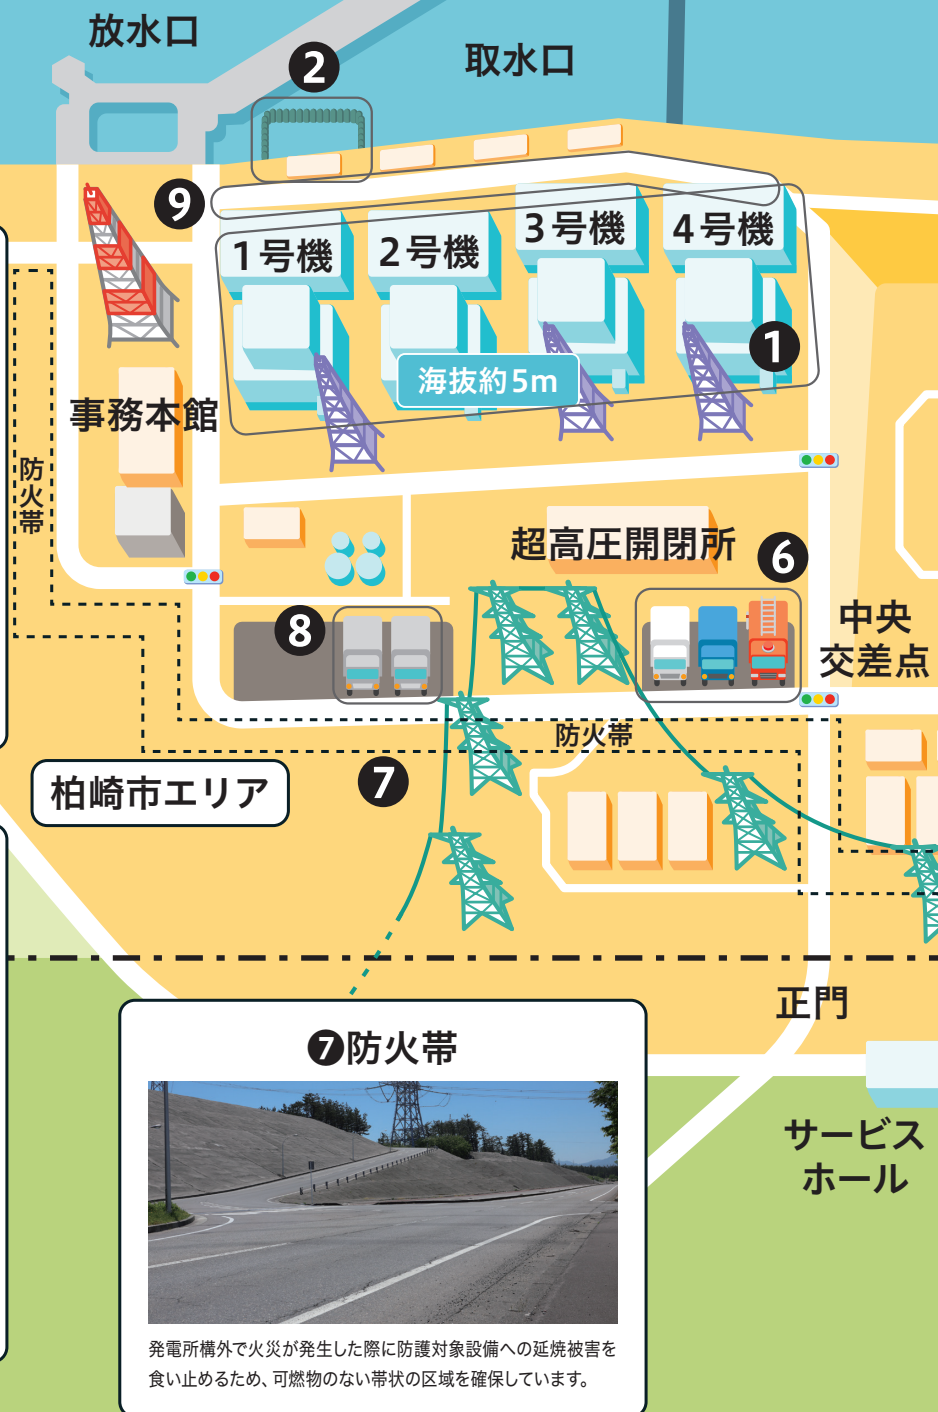 放水口
取水口
2
9
1号機
2号機
3号機
4号機
1
海抜約5m
事務本館
防火帯
超高圧開閉所
6
8
中央
交差点
防火帯
7
柏崎市エリア
正門
7防火帯
サービス
ホール
発電所構外で火災が発生した際に防護対象設備への延焼被害を
食い止めるため、可燃物のない帯状の区域を確保しています。